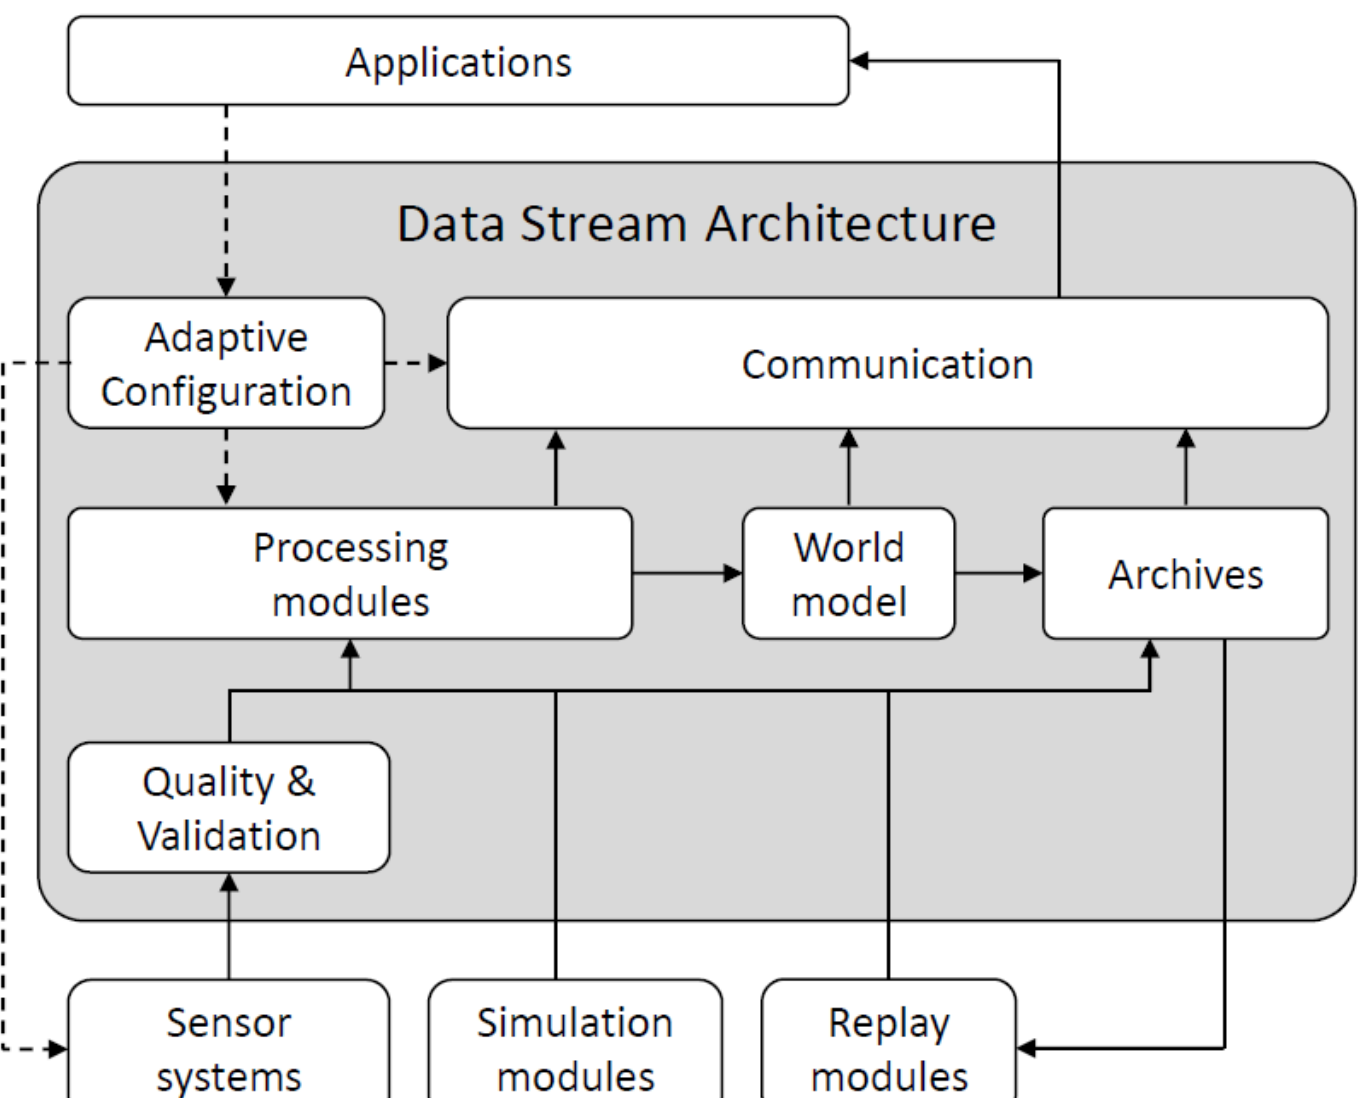 Applications
Data Stream Architecture
Adaptive
Configuration
Communication
Processing
modules
World
model
Archives
Quality &
Validation
Sensor
systems
Simulation
modules
Replay
modules